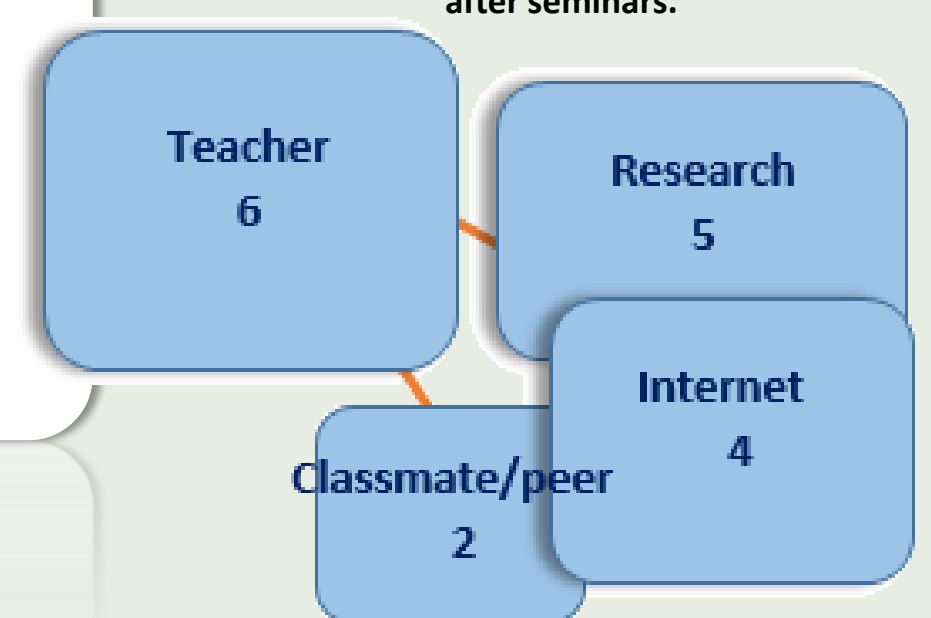 after seminars.
Teacher
6
Research
5
Internet
4
Classmate/peer
2